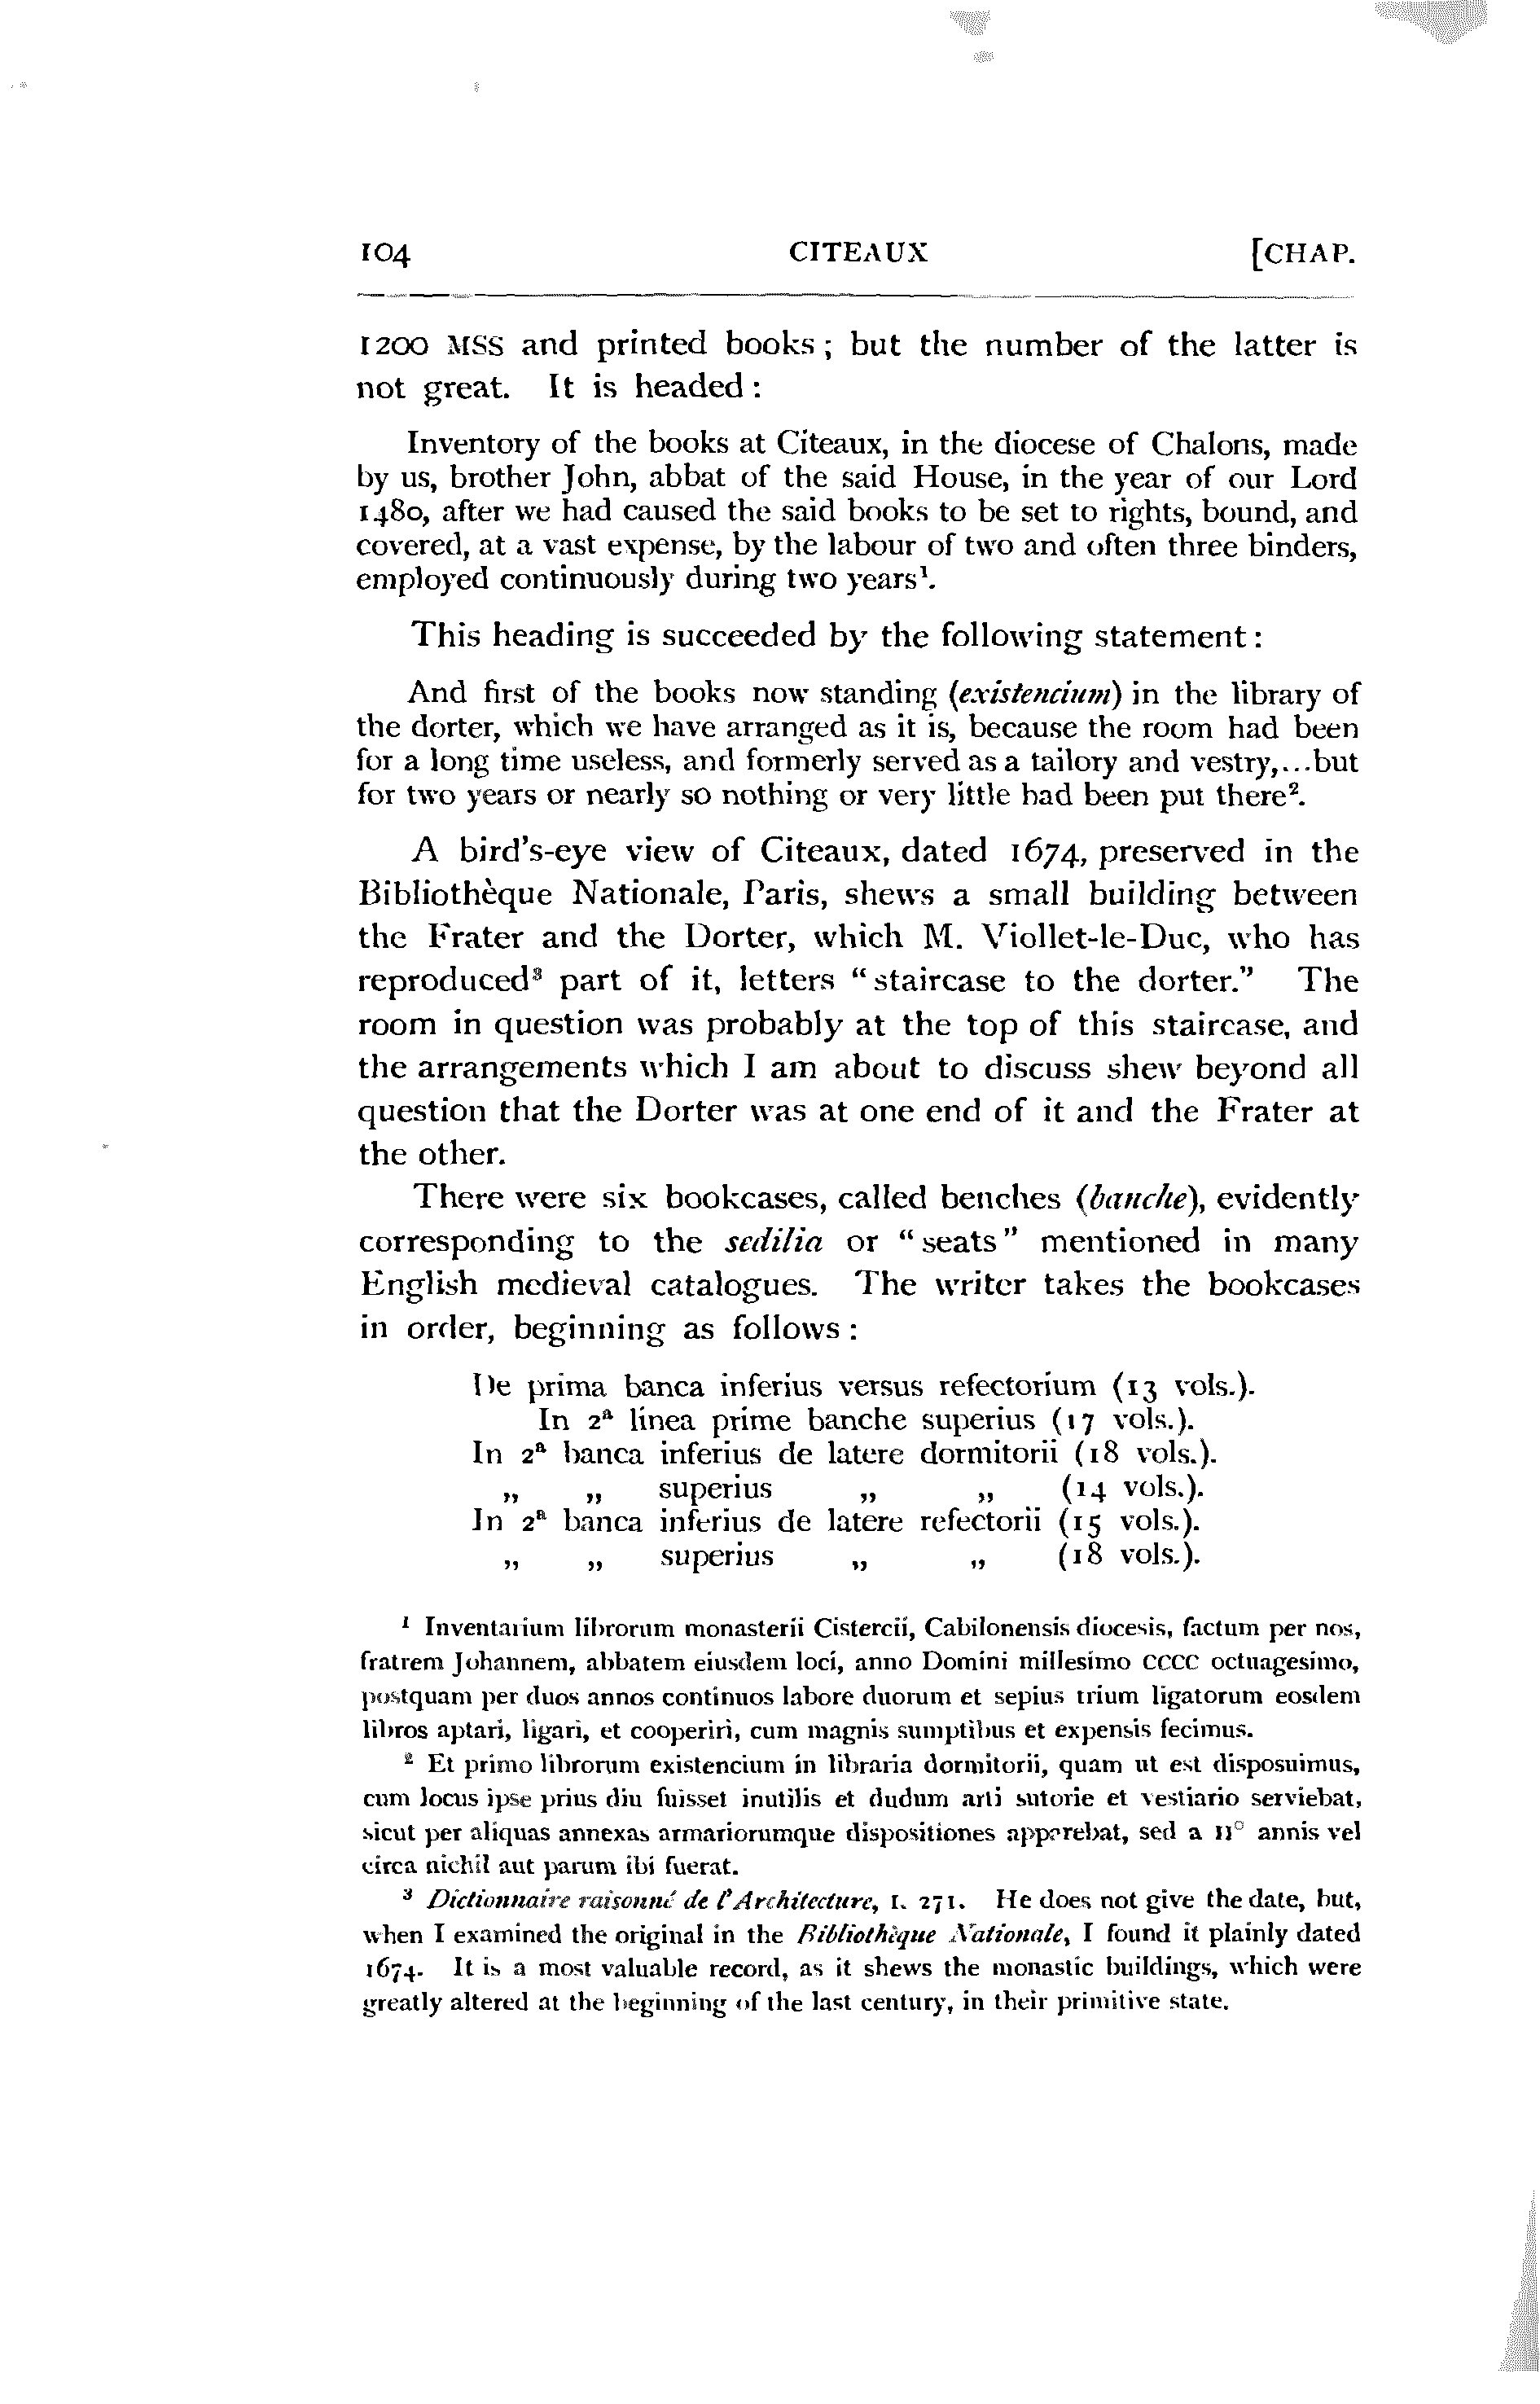 104 CITEAUX [CHAP.
1200 MSS and printed books; but the number of the latter is
not great. It is headed:
Inventory of the books at Citeaux, in the diocese of Chalons, made
by us, brother John, abbat of the said House, in the year of our Lord
1480, after we had caused the said books to be set to rights, bound, and
covered, at a vast expense, by the labour of two and often three binders,
employed continuously during two years¹.
This heading is succeeded by the following statement:
And first of the books now standing (existencium) in the library of
the dorter, which we have arranged as it is, because the room had been
for a long time useless, and formerly served as a tailory and vestry,...but
for two years or nearly so nothing or very little had been put there².
A bird's-eye view of Citeaux, dated 1674, preserved in the
Bibliothèque Nationale, Paris, shews a small building between
the Frater and the Dorter, which M. Viollet-le-Duc, who has
reproduced³ part of it, letters "staircase to the dorter." The
room in question was probably at the top of this staircase, and
the arrangements which I am about to discuss shew beyond all
question that the Dorter was at one end of it and the Frater at
the other.
There were six bookcases, called benches (banche), evidently
corresponding to the sedilia or "seats" mentioned in many
English medieval catalogues. The writer takes the bookcases
in order, beginning as follows:
De prima banca inferius versus refectorium (13 vols.).
In 2ª linea prime banche superius (17 vols.).
In 2ª banca inferius de latere dormitorii (18 vols.).
„ „ superius „ „ (14 vols.).
In 2ª banca inferius de latere refectorii (15 vols.).
„ „ superius „ „ (18 vols.).
¹ Inventarium librorum monasterii Cistercii, Cabilonensis diocesis, factum per nos,
fratrem Johannem, abbatem eiusdem loci, anno Domini millesimo CCCC octuagesimo,
postquam per duos annos continuos labore duorum et sepius trium ligatorum eosdem
libros aptari, ligari, et cooperiri, cum magnis sumptibus et expensis fecimus.
² Et primo librorum existencium in libraria dormitorii, quam ut est disposuimus,
cum locus ipse prius diu fuisset inutilis et dudum arti sutorie et vestiario serviebat,
sicut per aliquas annexas armariorumque dispositiones apperebat, sed a II° annis vel
circa nichil aut parum ibi fuerat.
³ Dictionnaire raisonné de l'Architecture, I. 271. He does not give the date, but,
when I examined the original in the Bibliothèque Nationale, I found it plainly dated
1674. It is a most valuable record, as it shews the monastic buildings, which were
greatly altered at the beginning of the last century, in their primitive state.